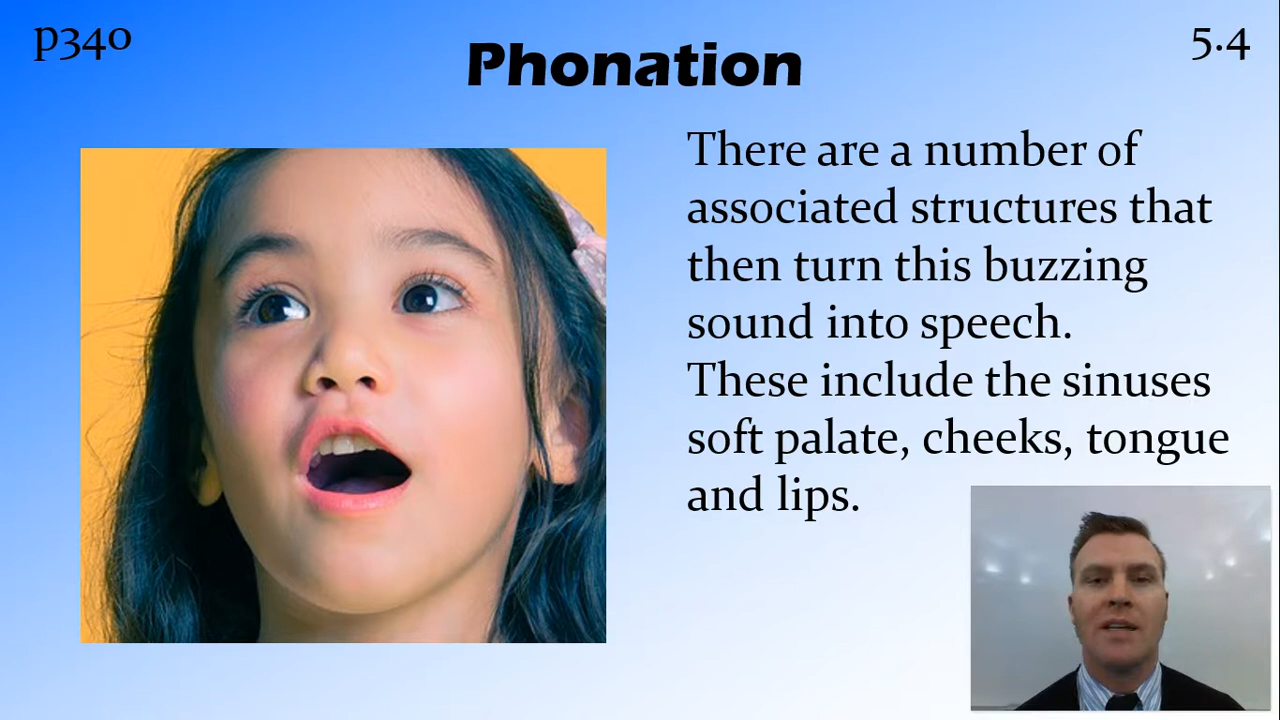 p340
Phonation
5.4
There are a number of
associated structures that
then turn this buzzing
sound into speech.
These include the sinuses
soft palate, cheeks, tongue
and lips.